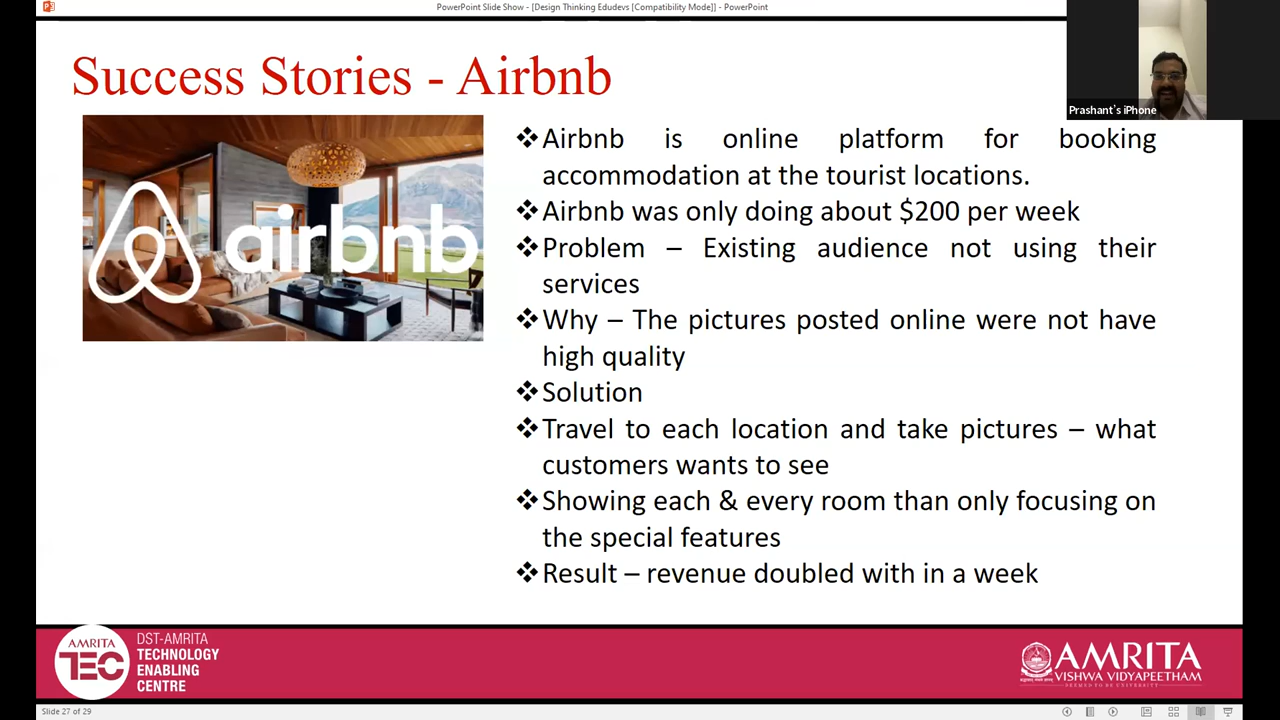 PowerPoint Slide Show - [Design Thinking Edudevs [Compatibility Mode]] - PowerPoint
Success Stories - Airbnb
Prashant's iPhone
airbnb
❖Airbnb is online platform for booking
accommodation at the tourist locations.
❖Airbnb was only doing about $200 per week
❖Problem – Existing audience not using their
services
❖Why – The pictures posted online were not have
high quality
❖Solution
❖Travel to each location and take pictures – what
customers wants to see
❖Showing each & every room than only focusing on
the special features
❖Result – revenue doubled with in a week
AMRITA
TEC
DST-AMRITA
TECHNOLOGY
ENABLING
CENTRE
AMRITA
VISHWA VIDYAPEETHAM
DEEMED TO BE UNIVERSITY
Slide 27 of 29